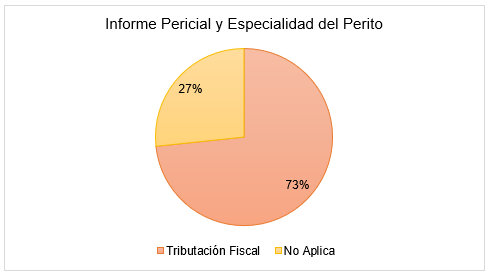 Informe Pericial y Especialidad del Perito
27%
73%
Tributación Fiscal
No Aplica